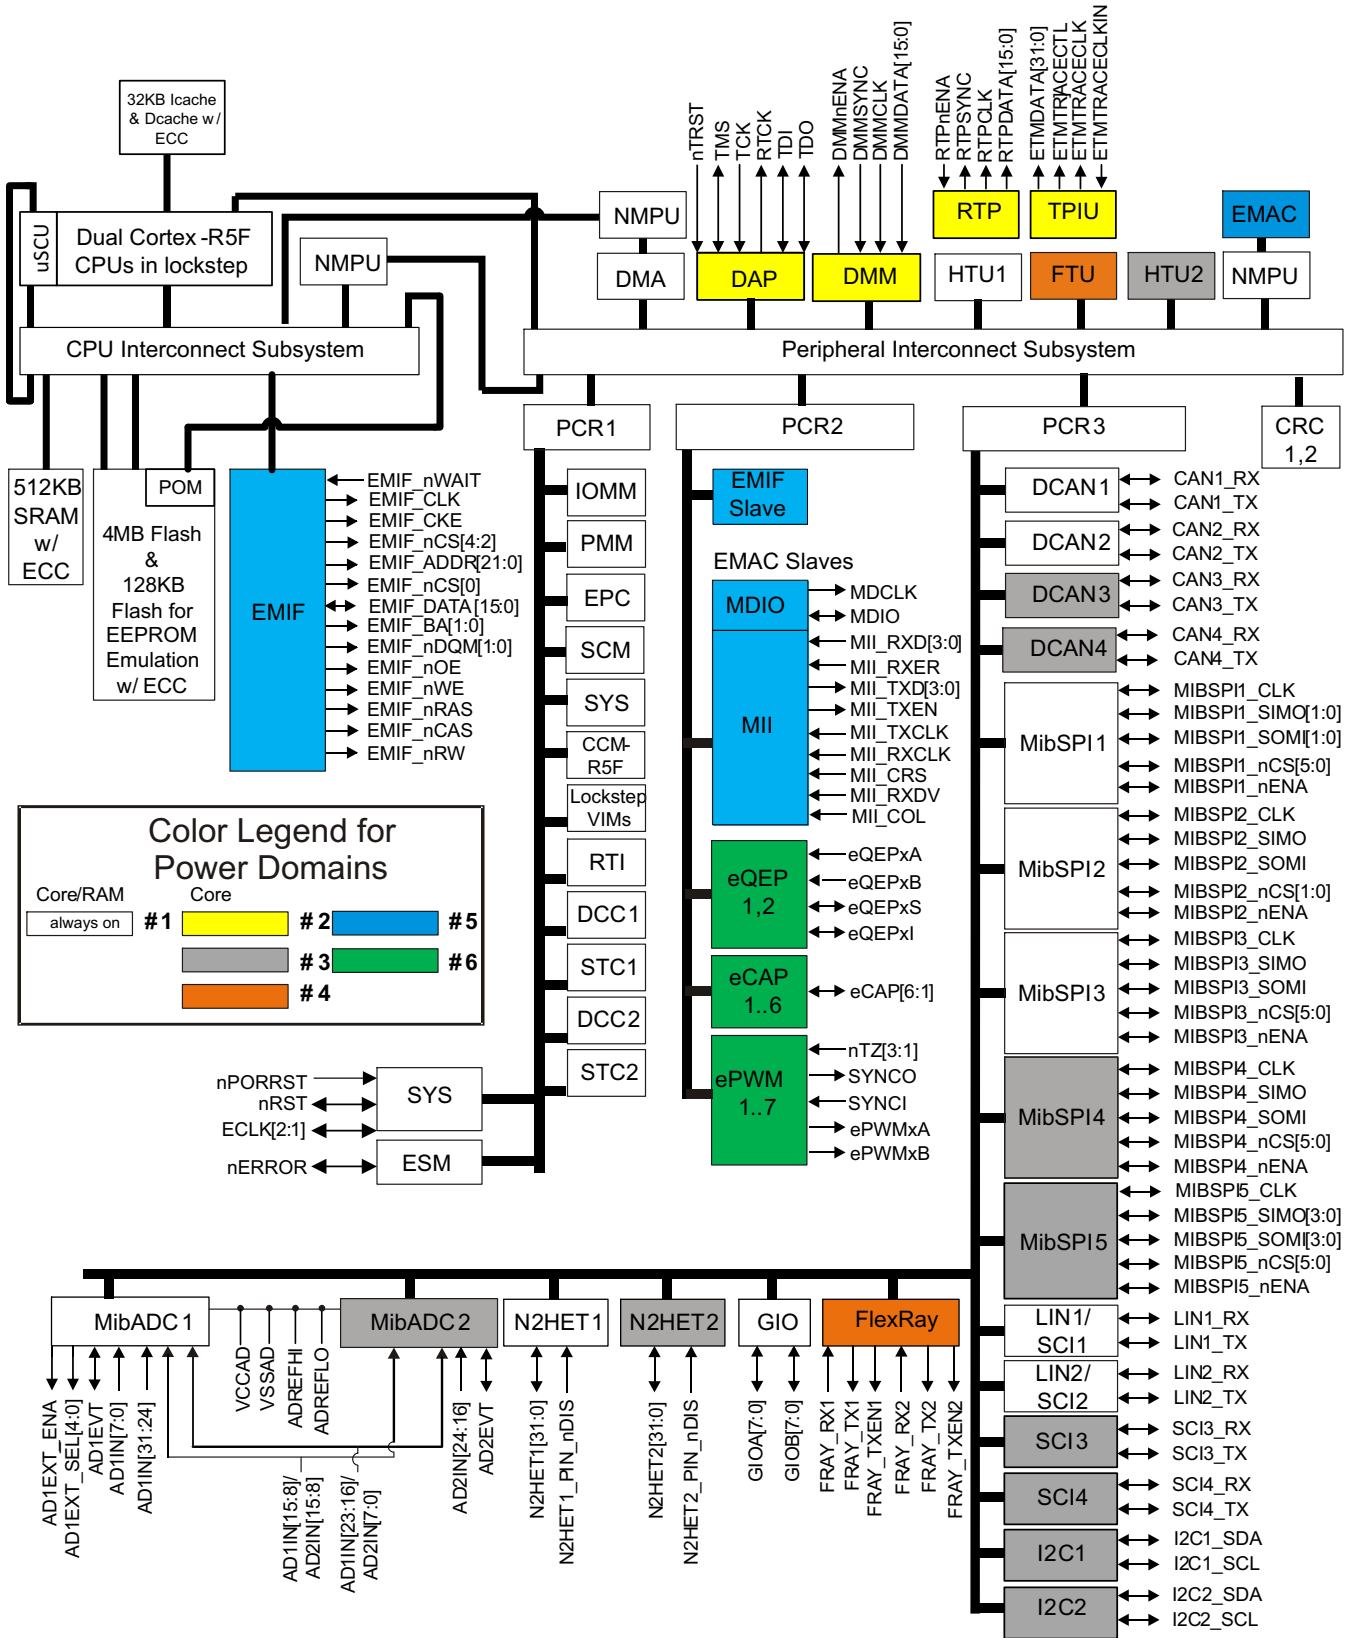 32KB Icache
& Dcache w/
ECC
uSCU
Dual Cortex-R5F
CPUs in lockstep
NMPU
CPU Interconnect Subsystem
nTRST
TMS
TCK
RTCK
TDI
TDO
DMMnENA
DMMSYNC
DMMCLK
DMMDATA[15:0]
RTPnENA
RTPSYNC
RTPCLK
RTPDATA[15:0]
ETMDATA[31:0]
ETMTRACECTL
ETMTRACECLK
ETMTRACECLKIN
NMPU
RTP
TPIU
EMAC
DMA
DAP
DMM
HTU1
FTU
HTU2
NMPU
Peripheral Interconnect Subsystem
PCR1
PCR2
PCR3
CRC
1,2
512KB
SRAM
w/
ECC
POM
4MB Flash
&
128KB
Flash for
EEPROM
Emulation
w/ ECC
EMIF
EMIF_nWAIT
EMIF_CLK
EMIF_CKE
EMIF_nCS[4:2]
EMIF_ADDR[21:0]
EMIF_nCS[0]
EMIF_DATA[15:0]
EMIF_BA[1:0]
EMIF_nDQM[1:0]
EMIF_nOE
EMIF_nWE
EMIF_nRAS
EMIF_nCAS
EMIF_nRW
IOMM
PMM
EPC
SCM
SYS
CCM-
R5F
Lockstep
VIMs
RTI
DCC1
STC1
DCC2
STC2
EMIF
Slave
EMAC Slaves
MDIO
MII
MDCLK
MDIO
MII_RXD[3:0]
MII_RXER
MII_TXD[3:0]
MII_TXEN
MII_TXCLK
MII_RXCLK
MII_CRS
MII_RXDV
MII_COL
eQEP
1,2
eQEPxA
eQEPxB
eQEPxS
eQEPxI
eCAP
1..6
eCAP[6:1]
ePWM
1..7
nTZ[3:1]
SYNCO
SYNCI
ePWMxA
ePWMxB
DCAN1
CAN1_RX
CAN1_TX
DCAN2
CAN2_RX
CAN2_TX
DCAN3
CAN3_RX
CAN3_TX
DCAN4
CAN4_RX
CAN4_TX
MibSPI1
MIBSPI1_CLK
MIBSPI1_SIMO[1:0]
MIBSPI1_SOMI[1:0]
MIBSPI1_nCS[5:0]
MIBSPI1_nENA
MibSPI2
MIBSPI2_CLK
MIBSPI2_SIMO
MIBSPI2_SOMI
MIBSPI2_nCS[1:0]
MIBSPI2_nENA
MibSPI3
MIBSPI3_CLK
MIBSPI3_SIMO
MIBSPI3_SOMI
MIBSPI3_nCS[5:0]
MIBSPI3_nENA
MibSPI4
MIBSPI4_CLK
MIBSPI4_SIMO
MIBSPI4_SOMI
MIBSPI4_nCS[5:0]
MIBSPI4_nENA
MibSPI5
MIBSPI5_CLK
MIBSPI5_SIMO[3:0]
MIBSPI5_SOMI[3:0]
MIBSPI5_nCS[5:0]
MIBSPI5_nENA
LIN1/
SCI1
LIN1_RX
LIN1_TX
LIN2/
SCI2
LIN2_RX
LIN2_TX
SCI3
SCI3_RX
SCI3_TX
SCI4
SCI4_RX
SCI4_TX
I2C1
I2C1_SDA
I2C1_SCL
I2C2
I2C2_SDA
I2C2_SCL
Color Legend for
Power Domains
Core/RAM
Core
always on
#1
#2
#5
#3
#6
#4
nPORRST
nRST
ECLK[2:1]
SYS
nERROR
ESM
MibADC1
MibADC2
N2HET1
N2HET2
GIO
FlexRay
AD1EXT_ENA
AD1EXT_SEL[4:0]
AD1EVT
AD1IN[7:0]
AD1IN[31:24]
VCCAD
VSSAD
ADREFHI
ADREFLO
AD1IN[15:8]/
AD2IN[15:8]
AD1IN[23:16]/
AD2IN[7:0]
AD2IN[24:16]
AD2EVT
N2HET1[31:0]
N2HET1_PIN_nDIS
N2HET2[31:0]
N2HET2_PIN_nDIS
GIOA[7:0]
GIOB[7:0]
FRAY_RX1
FRAY_TX1
FRAY_TXEN1
FRAY_RX2
FRAY_TX2
FRAY_TXEN2